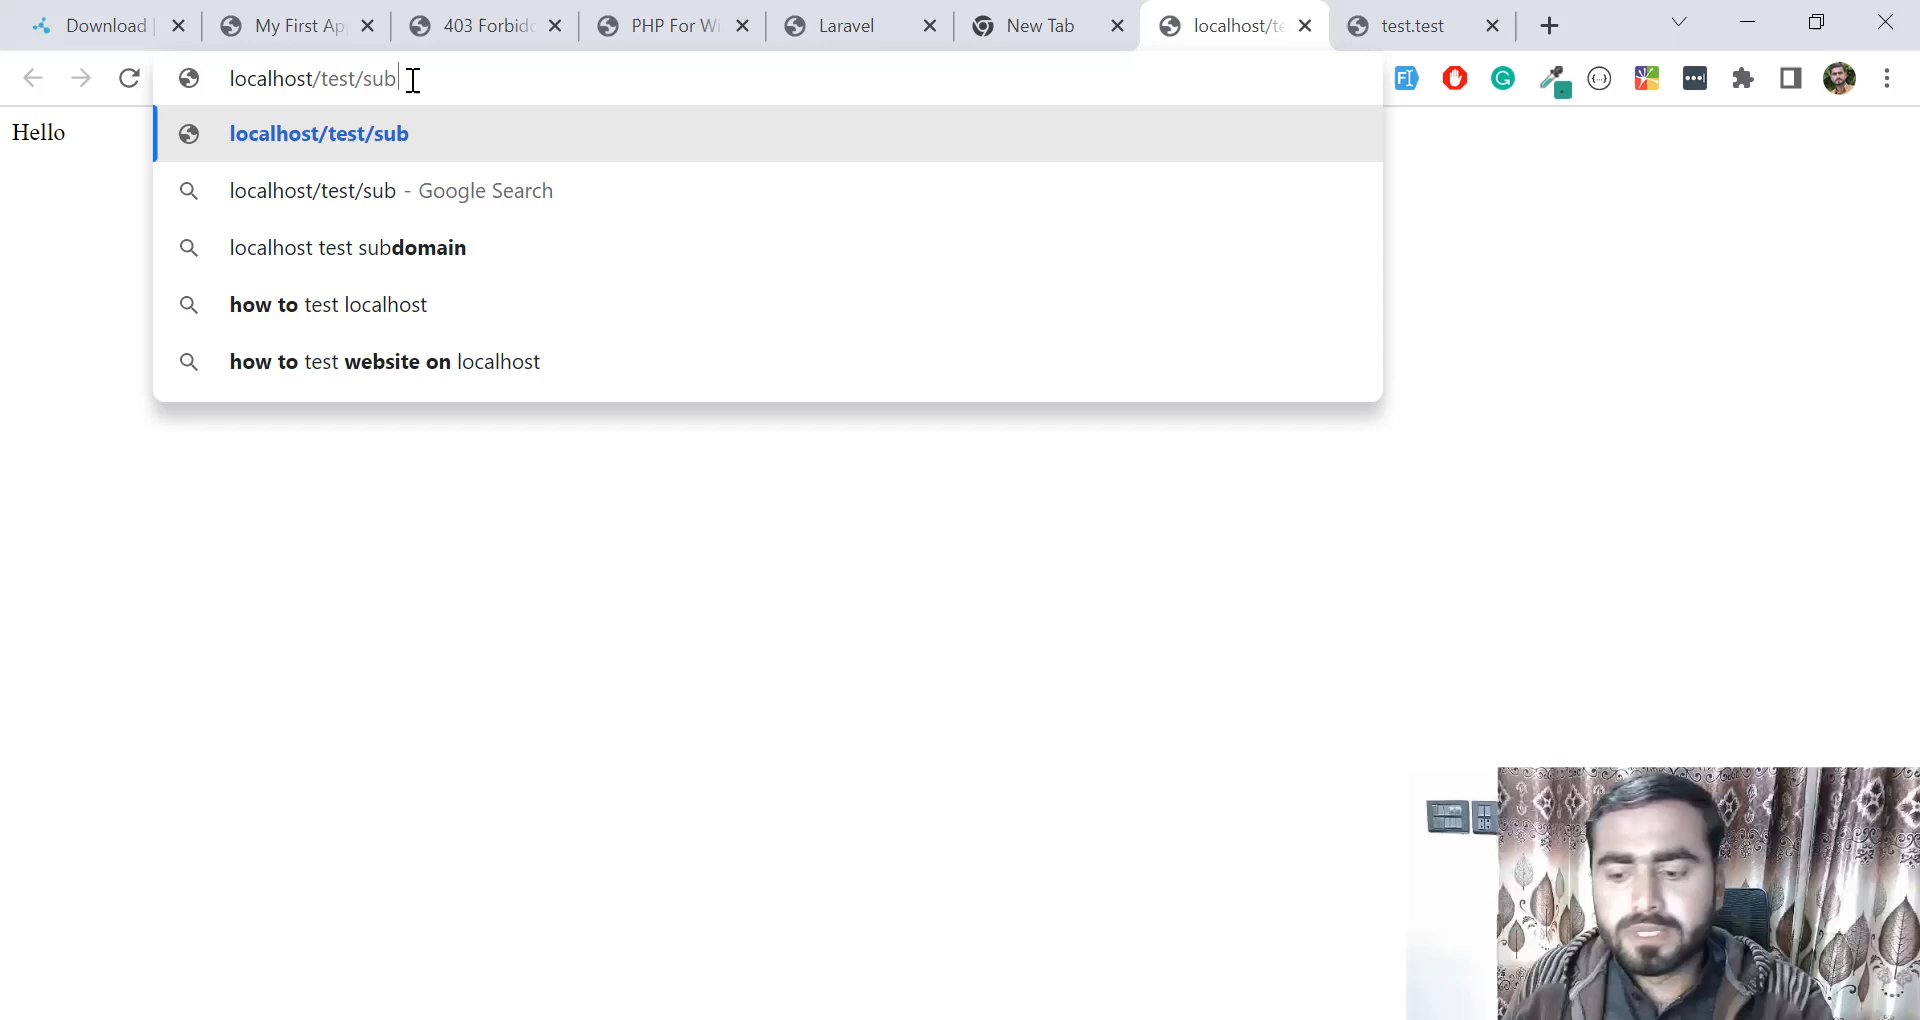 Download
My First Ap
403 Forbid
PHP For Wi
Laravel
New Tab
localhost/te
test.test
localhost/test/sub
Hello
localhost/test/sub
localhost/test/sub - Google Search
localhost test subdomain
how to test localhost
how to test website on localhost